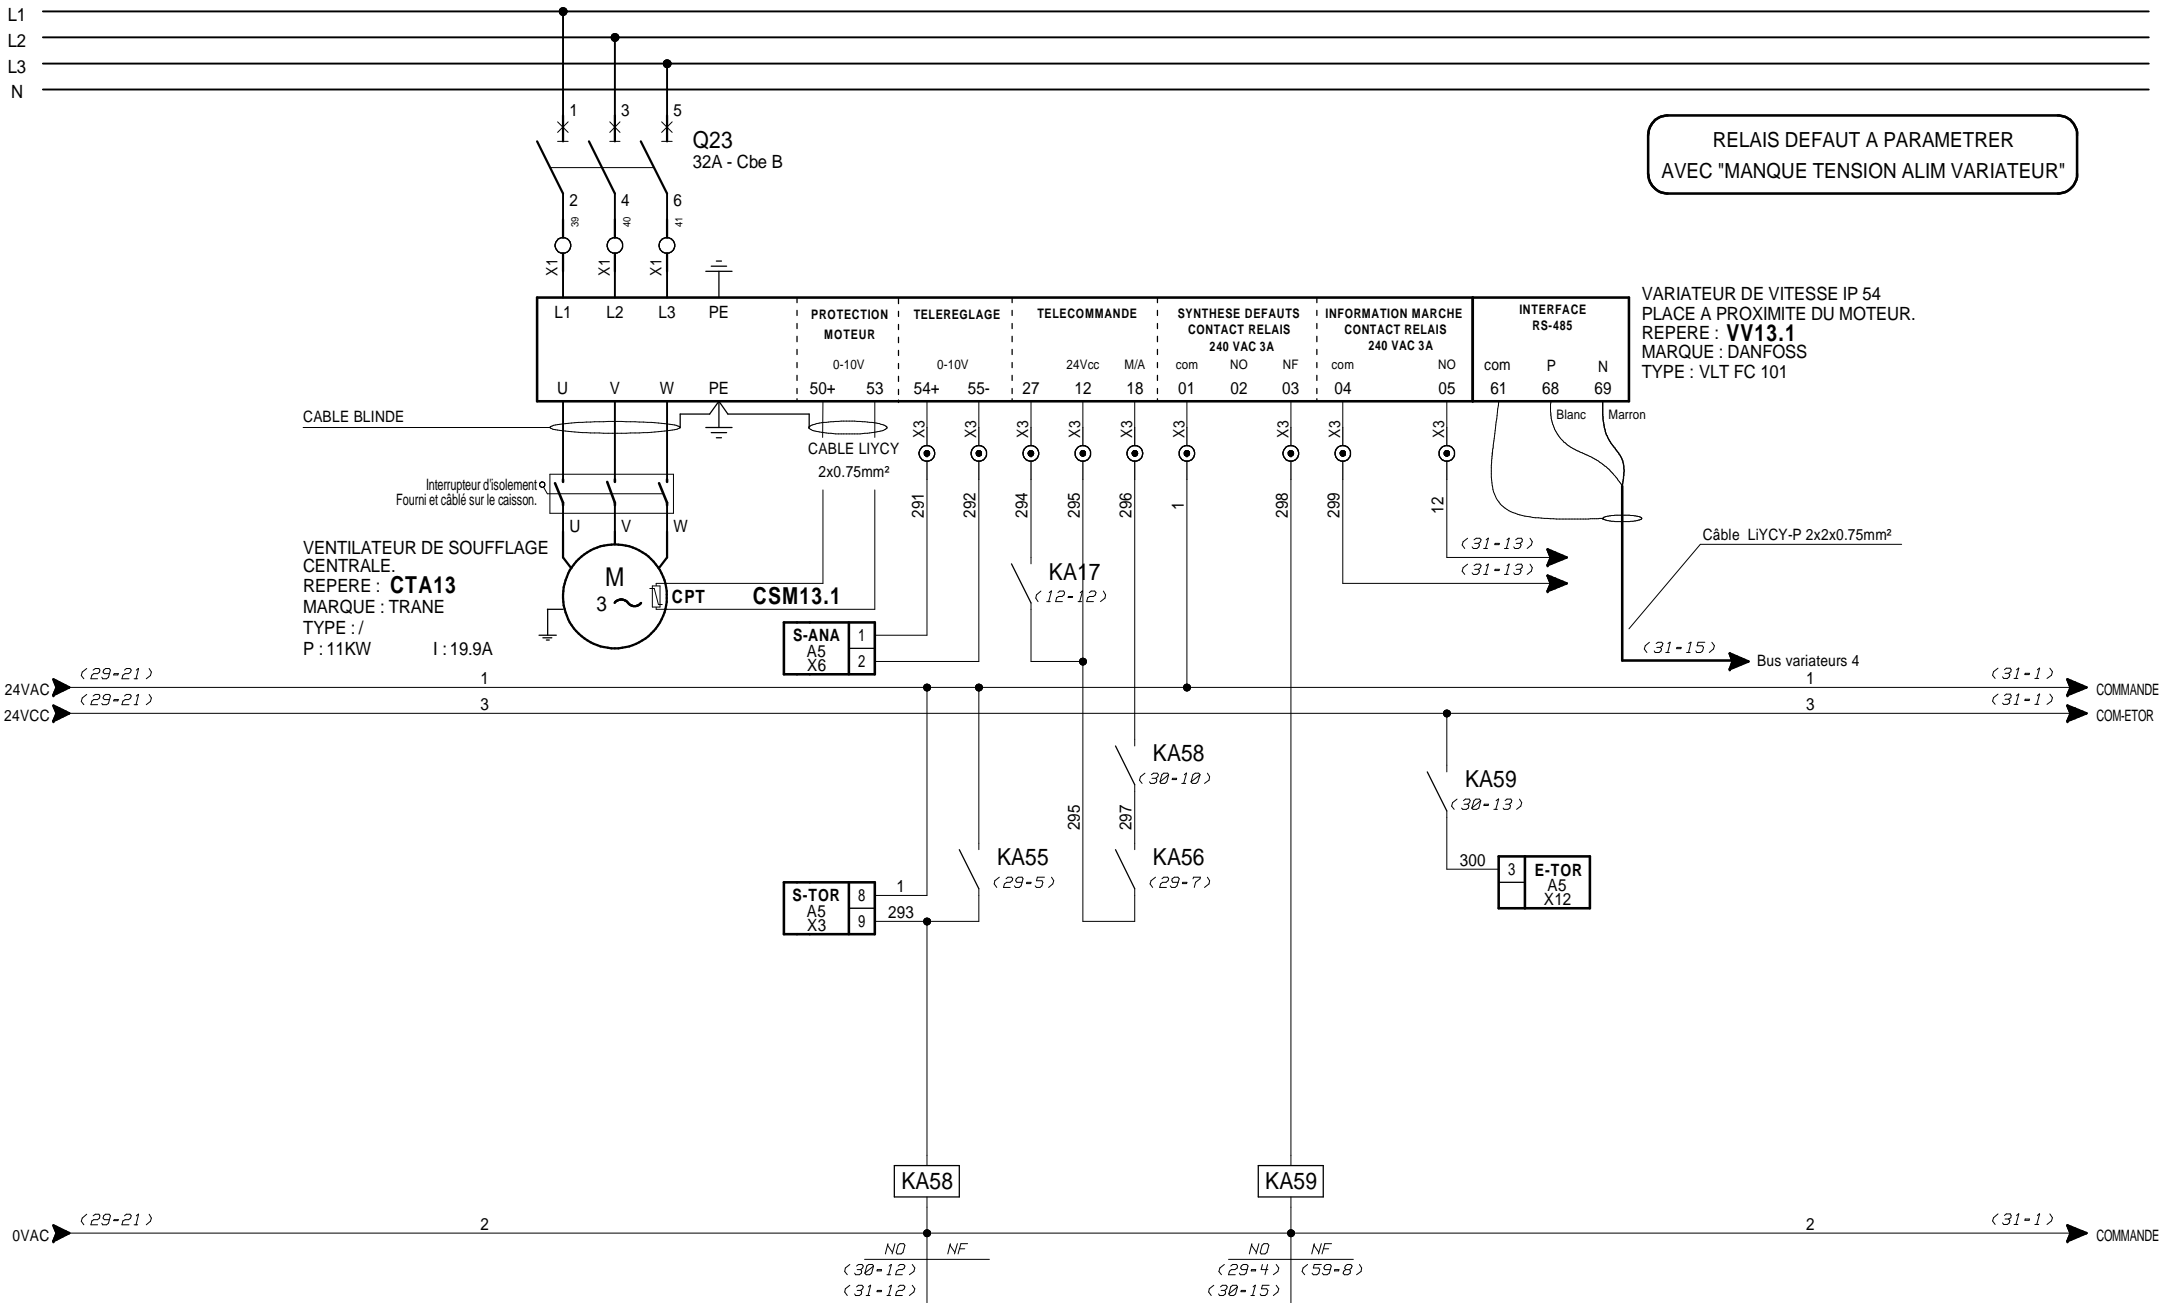 L1
L2
L3
N
1 3 5
Q23
32A - Cbe B
2 4 6
39 40 41
X1 X1 X1
RELAIS DEFAUT A PARAMETRER
AVEC "MANQUE TENSION ALIM VARIATEUR"
L1 L2 L3 PE
PROTECTION
MOTEUR
0-10V
50+ 53
TELEREGLAGE
0-10V
54+ 55-
TELECOMMANDE
24Vcc M/A
27 12 18
SYNTHESE DEFAUTS
CONTACT RELAIS
240 VAC 3A
com NO NF
01 02 03
INFORMATION MARCHE
CONTACT RELAIS
240 VAC 3A
com NO
04 05
INTERFACE
RS-485
com P N
61 68 69
U V W PE
VARIATEUR DE VITESSE IP 54
PLACE A PROXIMITE DU MOTEUR.
REPERE : VV13.1
MARQUE : DANFOSS
TYPE : VLT FC 101
CABLE BLINDE
Blanc Marron
CABLE LIYCY
2x0.75mm²
X3 X3 X3 X3 X3 X3 X3 X3 X3
291 292 294 295 296 1 298 299 12
Interrupteur d'isolement
Fourni et câblé sur le caisson.
U V W
VENTILATEUR DE SOUFFLAGE
CENTRALE.
REPERE : CTA13
MARQUE : TRANE
TYPE : /
P : 11KW I : 19.9A
M
3
CPT CSM13.1
KA17
(12-12)
(31-13)
(31-13)
Câble LiYCY-P 2x2x0.75mm²
S-ANA
A5
X6
1
2
(31-15)
Bus variateurs 4
24VAC (29-21) 1 1 (31-1) COMMANDE
24VCC (29-21) 3 3 (31-1) COM-ETOR
KA58
(30-10)
KA59
(30-13)
295 297
KA55
(29-5)
KA56
(29-7)
S-TOR
A5
X3
8
9
1
293
300
3
E-TOR
A5
X12
KA58
KA59
0VAC (29-21) 2 2 (31-1) COMMANDE
NO NF
(30-12)
(31-12)
NO NF
(29-4) (59-8)
(30-15)